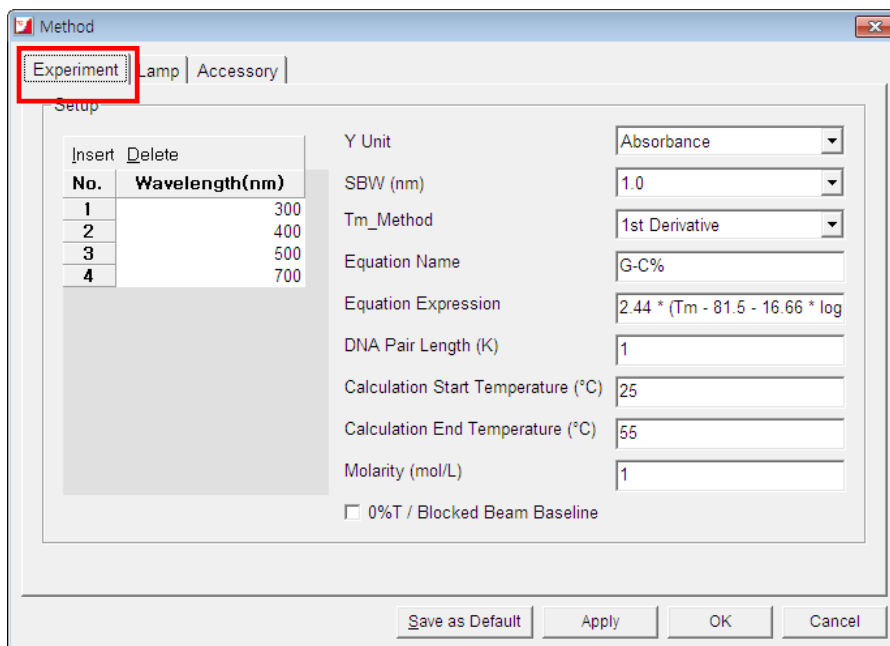 Method
Experiment Lamp Accessory
Setup
Insert Delete
No. Wavelength(nm)
1 300
2 400
3 500
4 700
Y Unit Absorbance
SBW (nm) 1.0
Tm_Method 1st Derivative
Equation Name G-C%
Equation Expression 2.44 * (Tm - 81.5 - 16.66 * log
DNA Pair Length (K) 1
Calculation Start Temperature (°C) 25
Calculation End Temperature (°C) 55
Molarity (mol/L) 1
0%T / Blocked Beam Baseline
Save as Default Apply OK Cancel